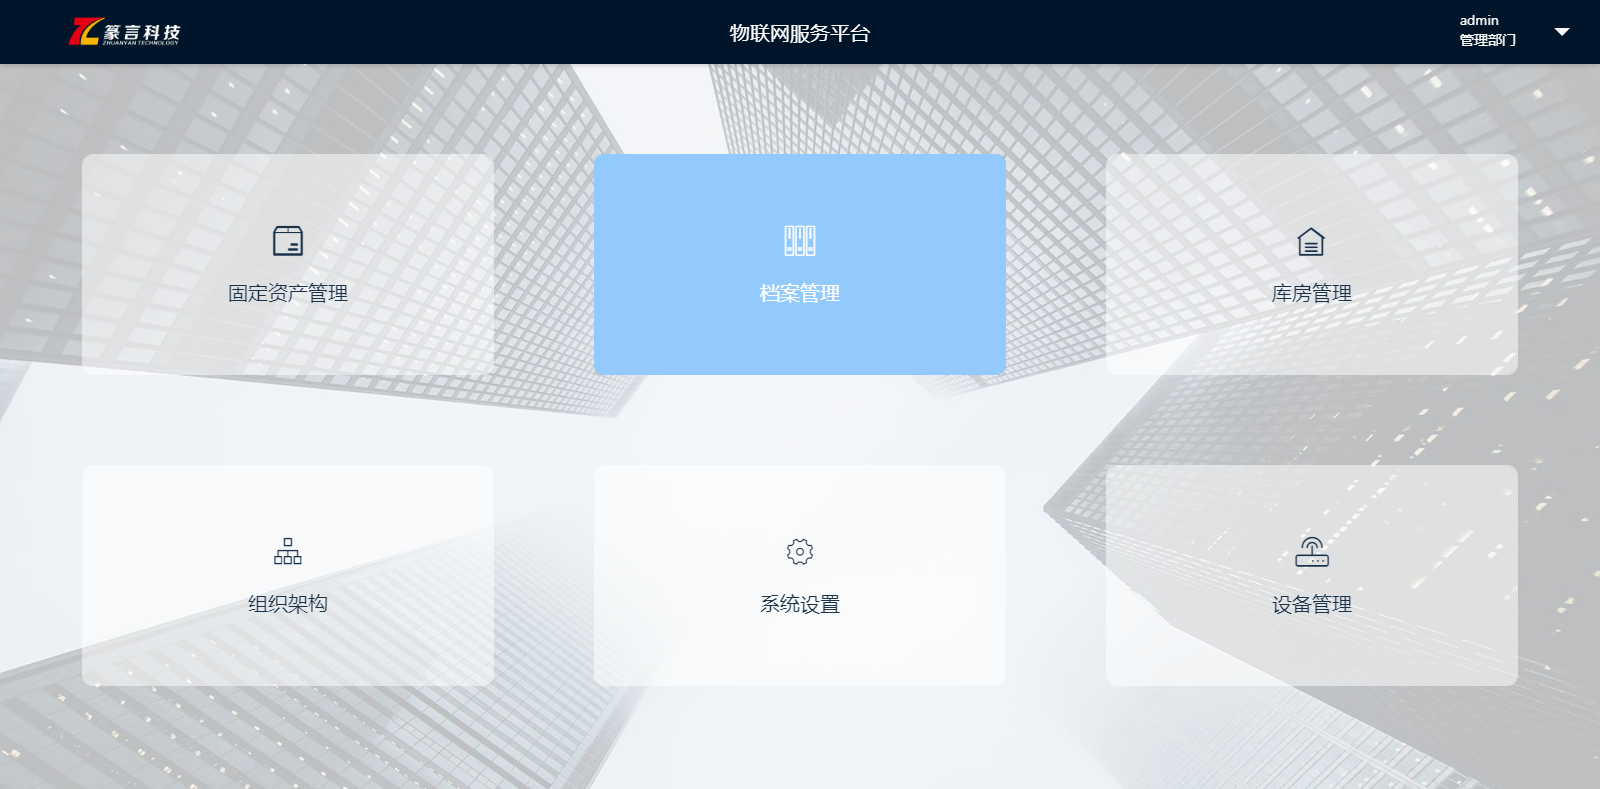 篆言科技
ZHUANYAN TECHNOLOGY
物联网服务平台
admin
管理部门
固定资产管理
档案管理
库房管理
组织架构
系统设置
设备管理